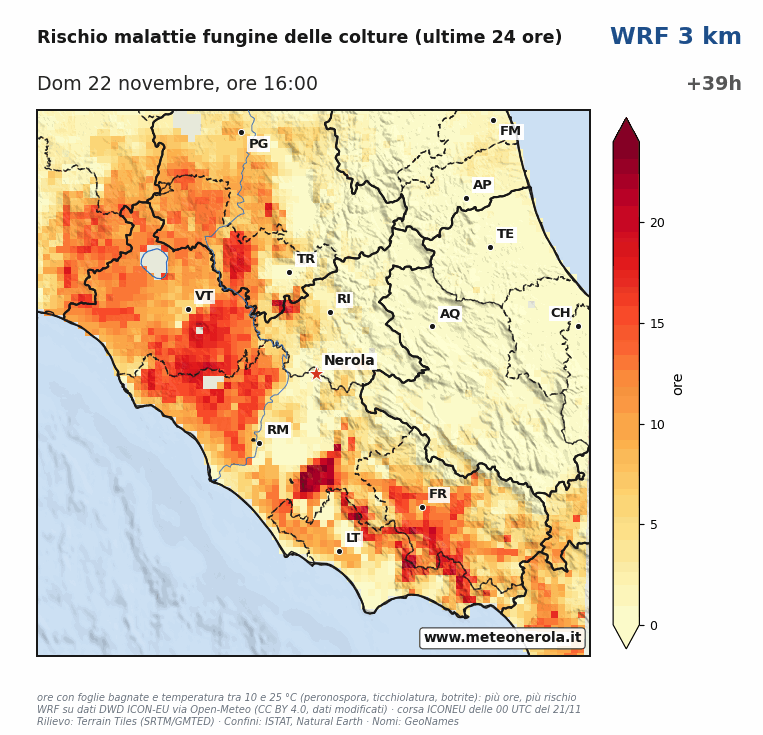 Rischio malattie fungine delle colture (ultime 24 ore)
WRF 3 km
Dom 22 novembre, ore 16:00
+39h
FM
PG
AP
TE
TR
VT
RI
AQ
CH
Nerola
RM
FR
LT
20
15
10
5
0
ore
www.meteonerola.it
ore con foglie bagnate e temperatura tra 10 e 25 °C (peronospora, ticchiolatura, botrite): più ore, più rischio
WRF su dati DWD ICON-EU via Open-Meteo (CC BY 4.0, dati modificati) · corsa ICONEU delle 00 UTC del 21/11
Rilievo: Terrain Tiles (SRTM/GMTED) · Confini: ISTAT, Natural Earth · Nomi: GeoNames